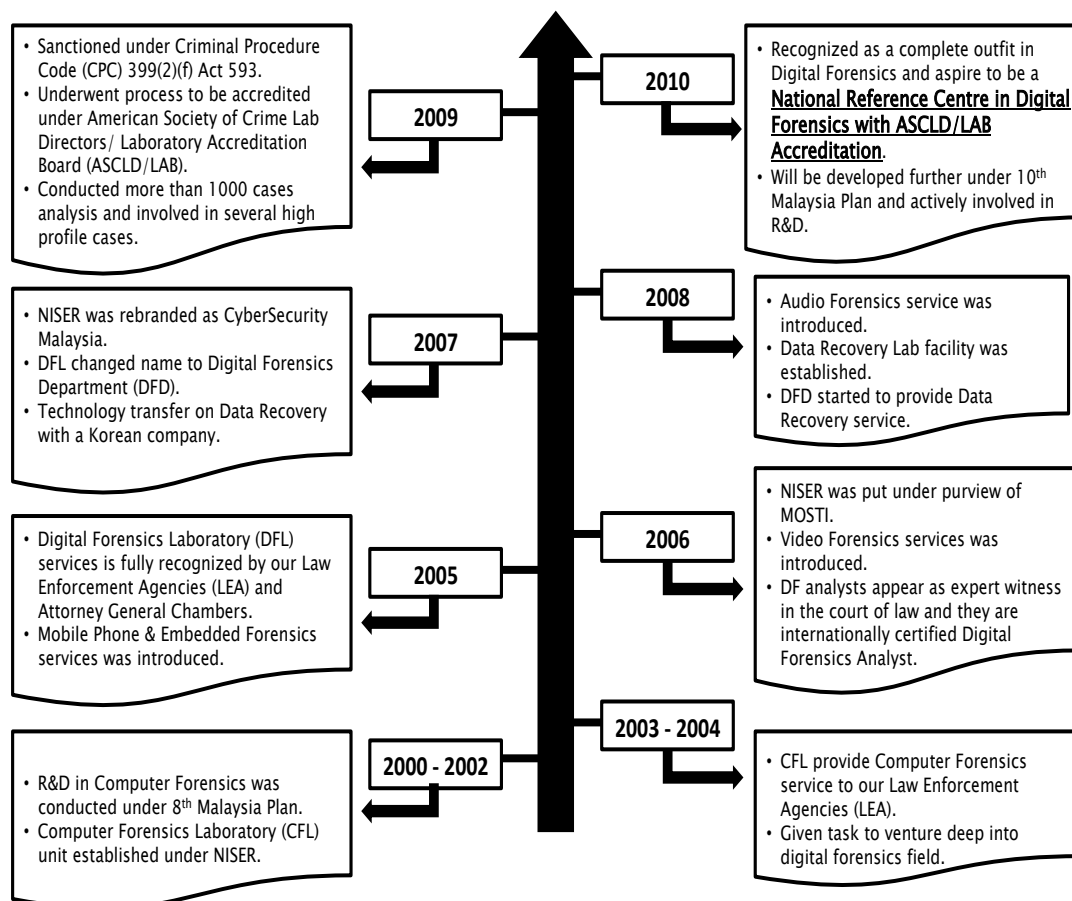 • Sanctioned under Criminal Procedure
Code (CPC) 399(2)(f) Act 593.
• Underwent process to be accredited
under American Society of Crime Lab
Directors/ Laboratory Accreditation
Board (ASCLD/LAB).
• Conducted more than 1000 cases
analysis and involved in several high
profile cases.
2009
2010
• Recognized as a complete outfit in
Digital Forensics and aspire to be a
National Reference Centre in Digital
Forensics with ASCLD/LAB
Accreditation.
• Will be developed further under 10th
Malaysia Plan and actively involved in
R&D.
• NISER was rebranded as CyberSecurity
Malaysia.
• DFL changed name to Digital Forensics
Department (DFD).
• Technology transfer on Data Recovery
with a Korean company.
2007
2008
• Audio Forensics service was
introduced.
• Data Recovery Lab facility was
established.
• DFD started to provide Data
Recovery service.
• Digital Forensics Laboratory (DFL)
services is fully recognized by our Law
Enforcement Agencies (LEA) and
Attorney General Chambers.
• Mobile Phone & Embedded Forensics
services was introduced.
2005
2006
• NISER was put under purview of
MOSTI.
• Video Forensics services was
introduced.
• DF analysts appear as expert witness
in the court of law and they are
internationally certified Digital
Forensics Analyst.
• R&D in Computer Forensics was
conducted under 8th Malaysia Plan.
• Computer Forensics Laboratory (CFL)
unit established under NISER.
2000 - 2002
2003 - 2004
• CFL provide Computer Forensics
service to our Law Enforcement
Agencies (LEA).
• Given task to venture deep into
digital forensics field.